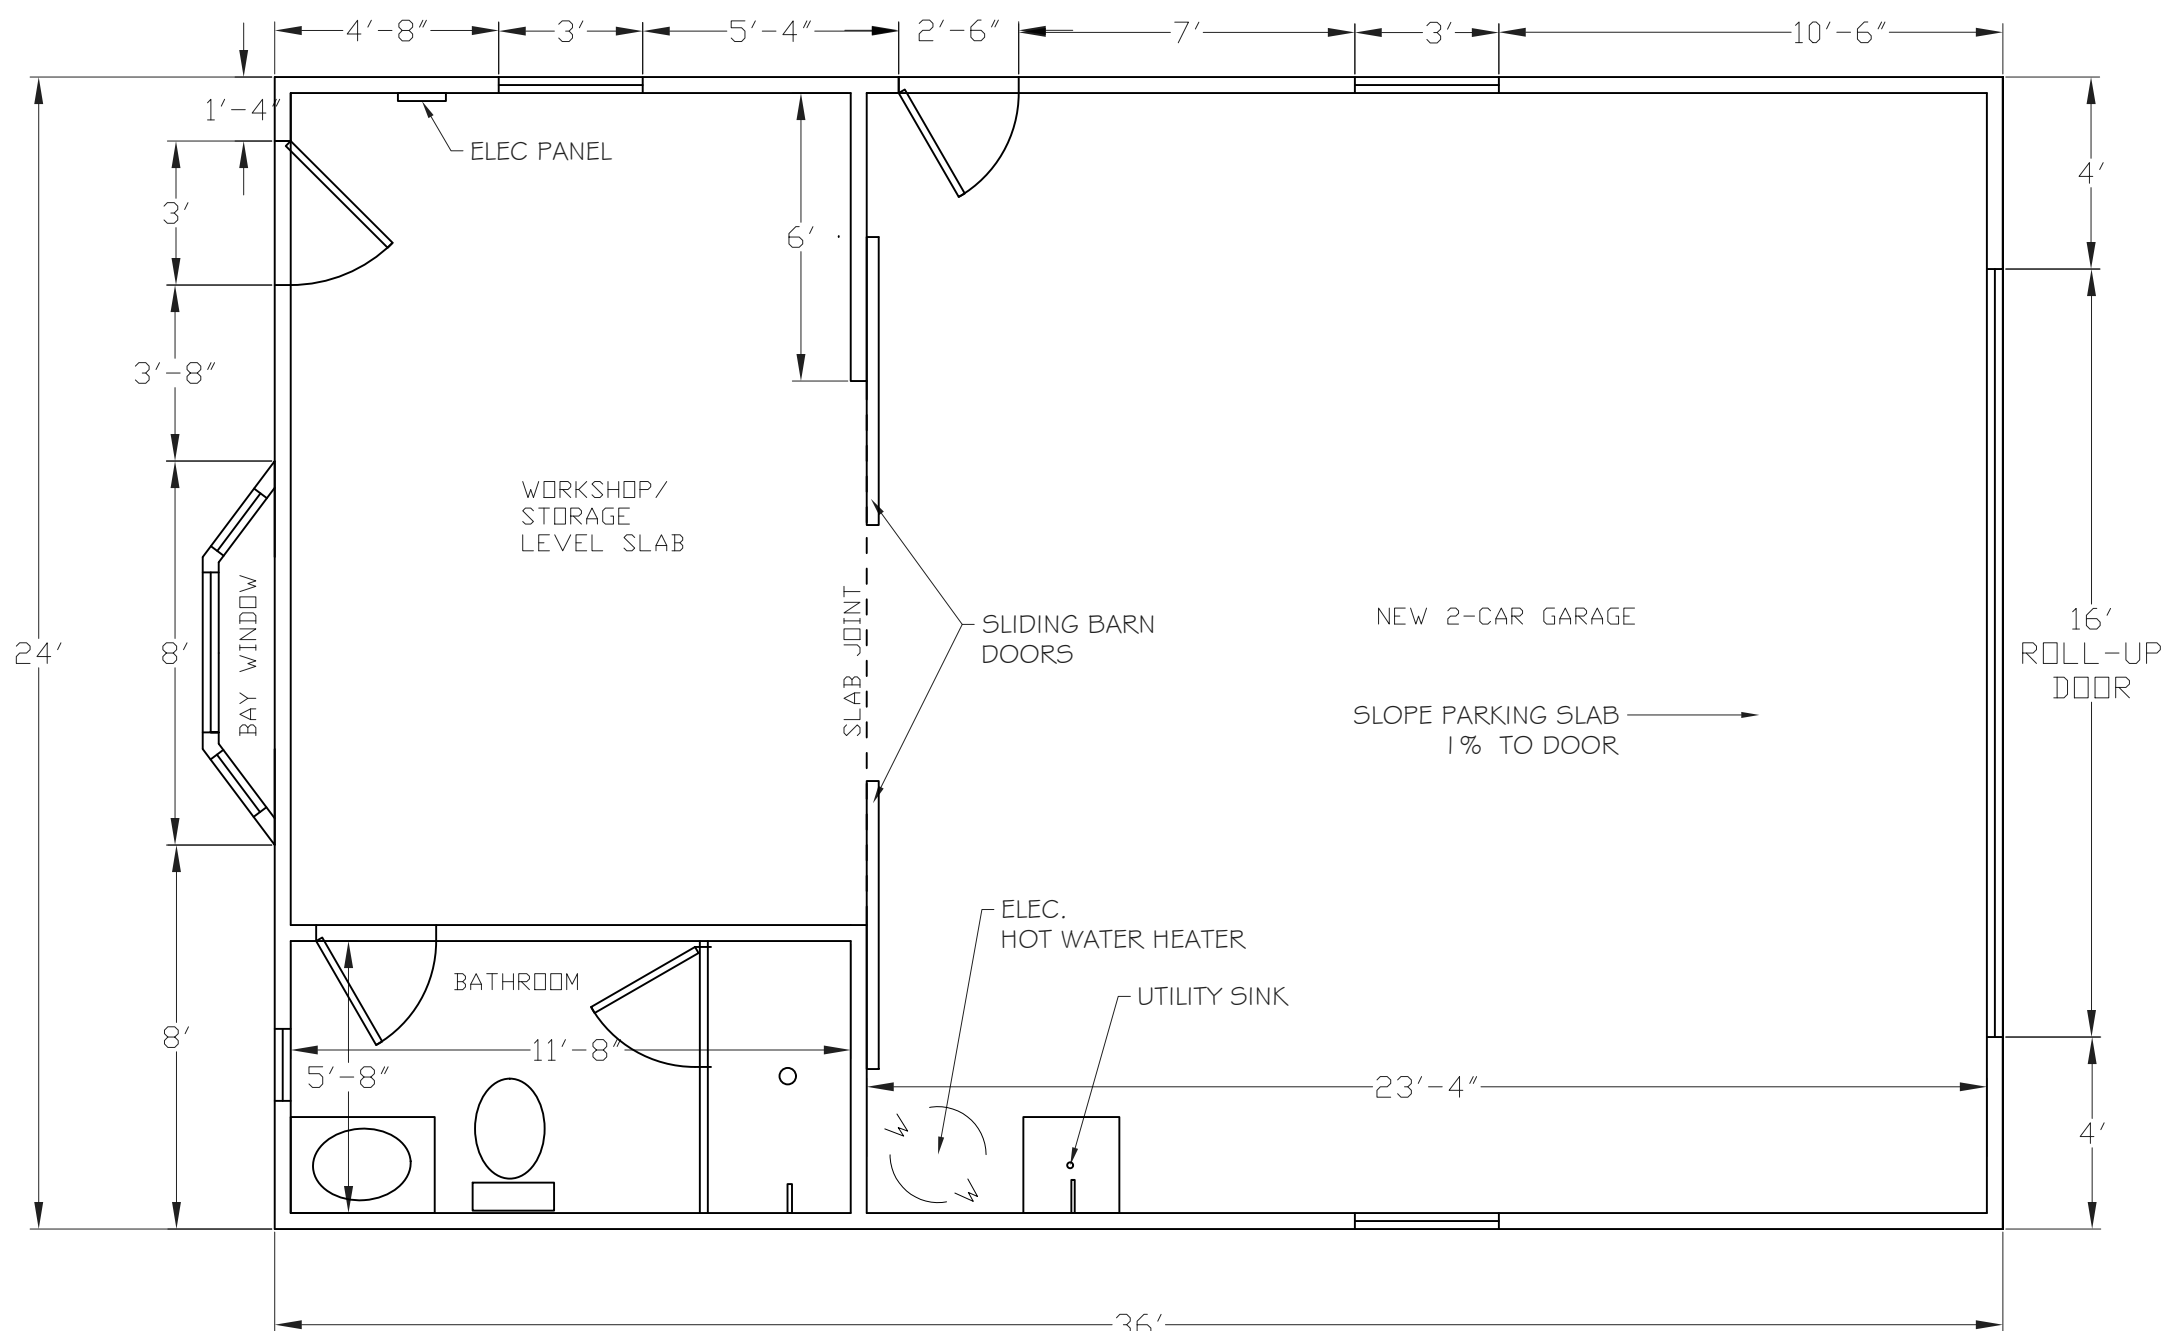 4'-8"
3'
5'-4"
2'-6"
7'
3'
10'-6"
1'-4"
ELEC PANEL
4'
3'
6'
3'-8"
WORKSHOP/
STORAGE
LEVEL SLAB
BAY WINDOW
SLAB JOINT
SLIDING BARN
DOORS
NEW 2-CAR GARAGE
16'
ROLL-UP
DOOR
24'
8'
SLOPE PARKING SLAB
1% TO DOOR
ELEC.
HOT WATER HEATER
BATHROOM
UTILITY SINK
8'
11'-8"
5'-8"
23'-4"
W
W
4'
36'